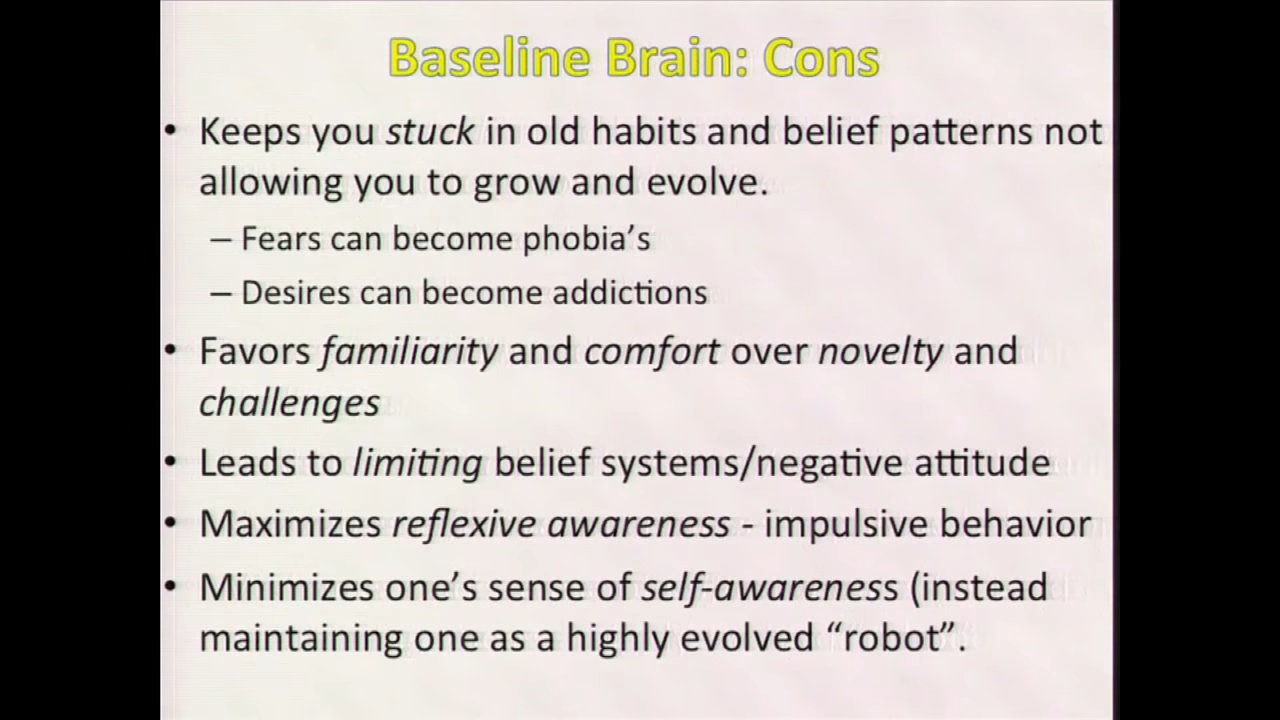 Baseline Brain: Cons
• Keeps you stuck in old habits and belief patterns not
allowing you to grow and evolve.
– Fears can become phobia’s
– Desires can become addictions
• Favors familiarity and comfort over novelty and
challenges
• Leads to limiting belief systems/negative attitude
• Maximizes reflexive awareness - impulsive behavior
• Minimizes one’s sense of self-awareness (instead
maintaining one as a highly evolved “robot”.